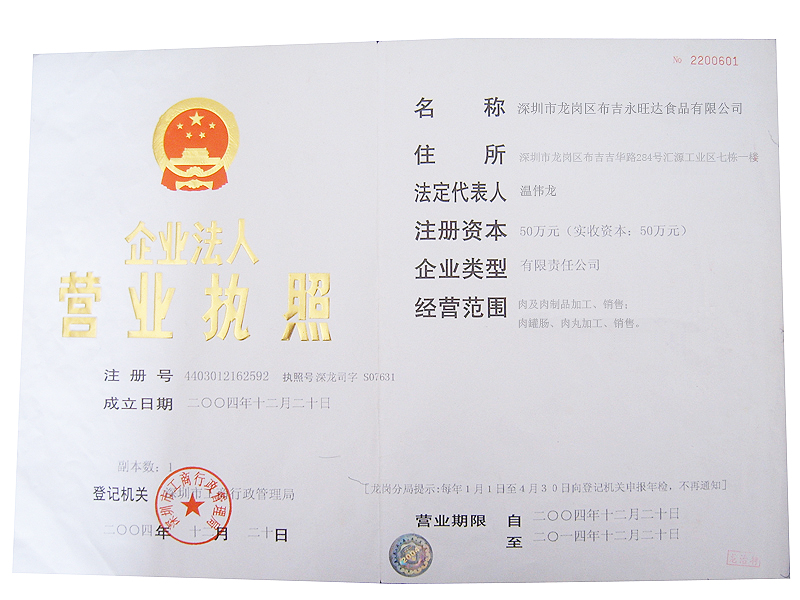 企业法人
营业执照
注册号 4403012162592 执照号 深龙司字 S07631
成立日期 二〇〇四年十二月二十日
副本数：1
登记机关 深圳市工商行政管理局
二〇〇四年 十二月 二十日
深圳市工商行政管理局
№ 2200601
名称 深圳市龙岗区布吉永旺达食品有限公司
住所 深圳市龙岗区布吉吉华路284号汇源工业区七栋一楼
法定代表人 温伟龙
注册资本 50万元（实收资本：50万元）
企业类型 有限责任公司
经营范围 肉及肉制品加工、销售；
肉罐肠、肉丸加工、销售。
[龙岗分局提示:每年1月1日至4月30日向登记机关申报年检，不再通知]
营业期限 自 二〇〇四年十二月二十日
至 二〇一四年十二月二十日